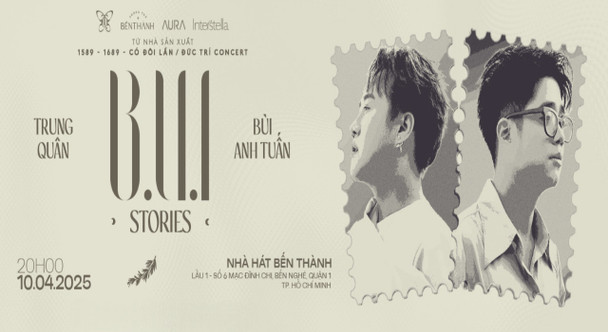 BẾNTHÀNH AURA Interstella
TỪ NHÀ SẢN XUẤT
1589 - 1689 - CÓ ĐÔI LẦN / ĐỨC TRÍ CONCERT
B.U.I
STORIES
TRUNG
QUÂN
BÙI
ANH TUẤN
20H00
10.04.2025
NHÀ HÁT BẾN THÀNH
LẦU 1 - SỐ 6 MẠC ĐĨNH CHI, BẾN NGHÉ, QUẬN 1
TP. HỒ CHÍ MINH